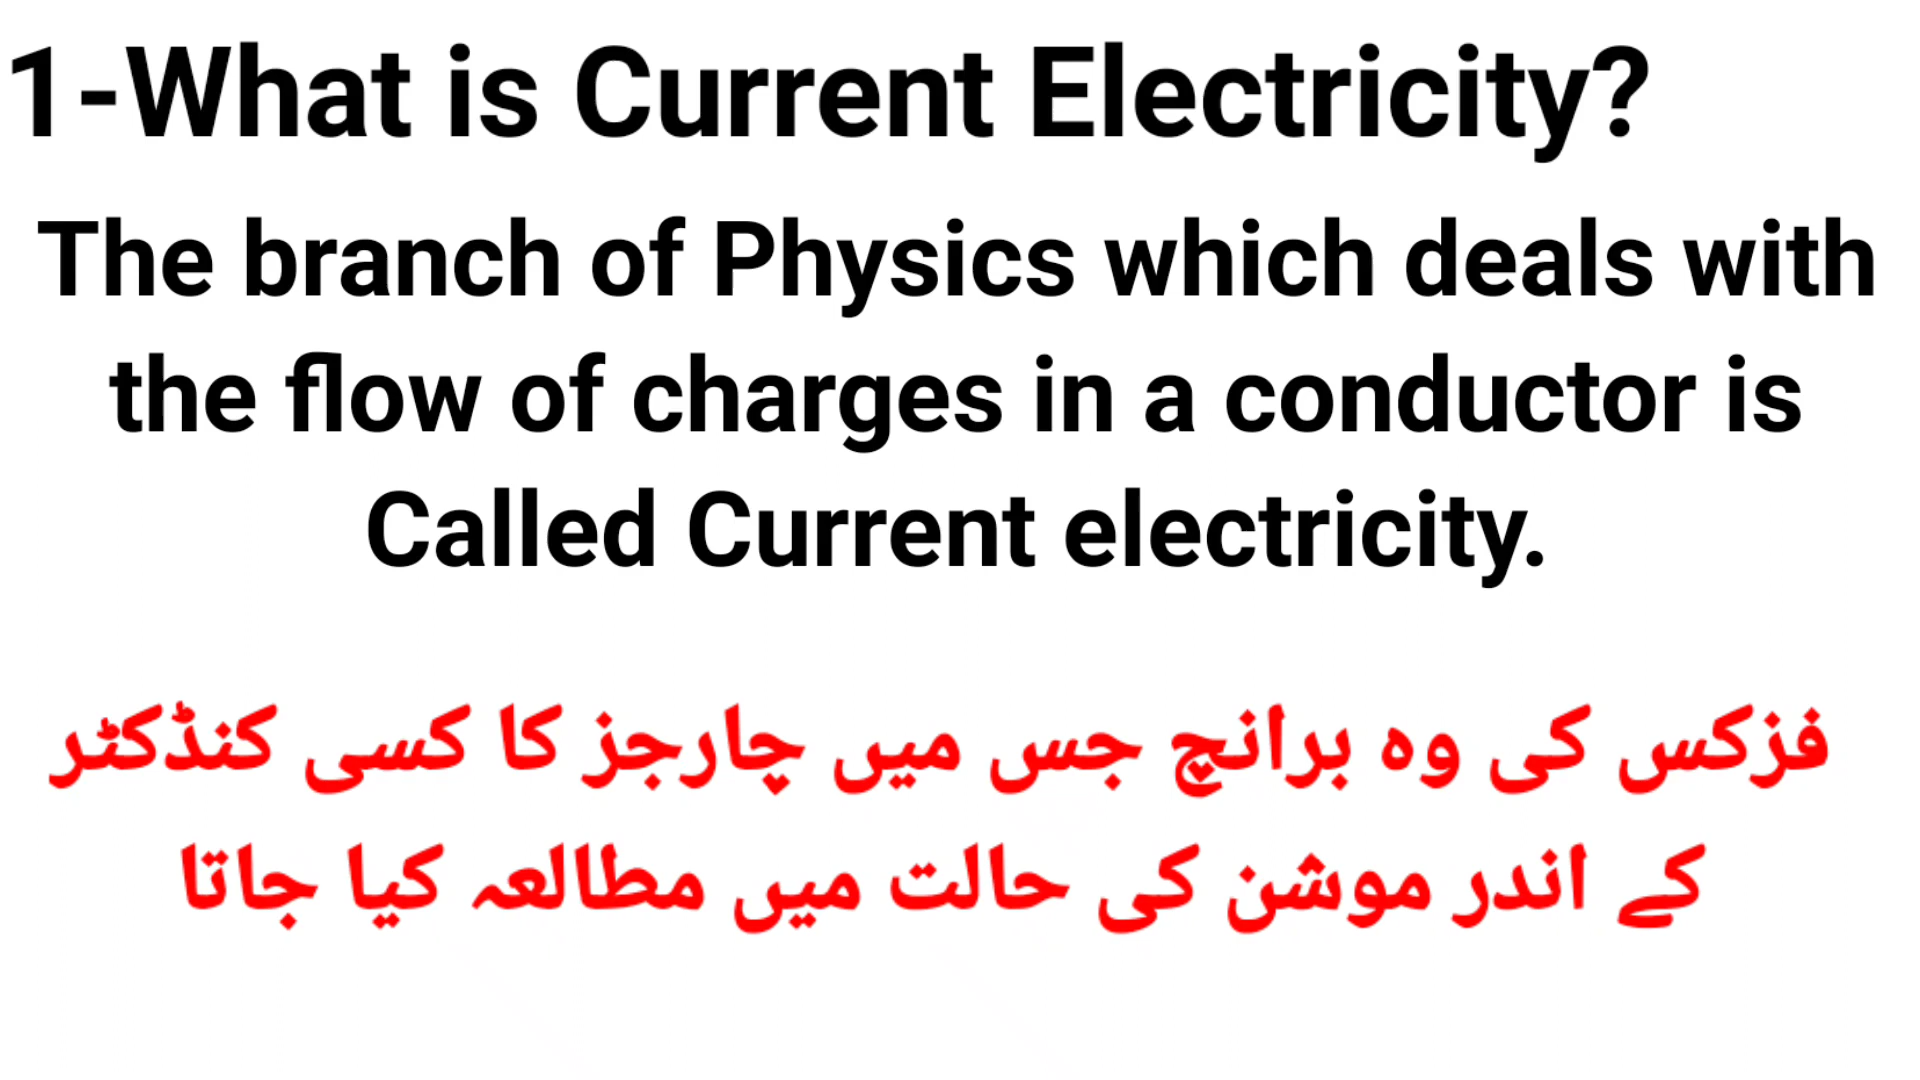 1-What is Current Electricity?
The branch of Physics which deals with
the flow of charges in a conductor is
Called Current electricity.
فزکس کی وہ برانچ جس میں چارجز کا کسی کنڈکٹر
کے اندر موشن کی حالت میں مطالعہ کیا جاتا